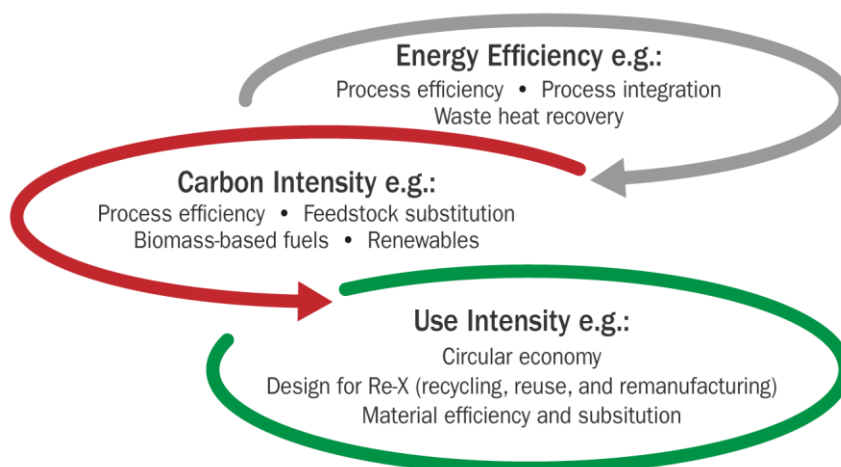 Energy Efficiency e.g.:
Process efficiency • Process integration
Waste heat recovery
Carbon Intensity e.g.:
Process efficiency • Feedstock substitution
Biomass-based fuels • Renewables
Use Intensity e.g.:
Circular economy
Design for Re-X (recycling, reuse, and remanufacturing)
Material efficiency and subsitution